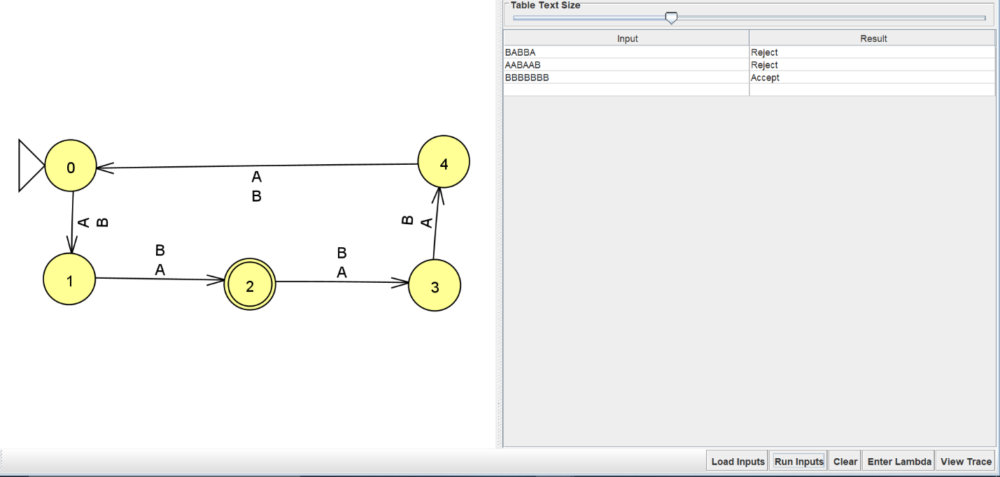 Table Text Size
Input Result
BABBA Reject
AABAAB Reject
BBBBBBB Accept
0
4
A
B
A
B
B
A
B
A
B
A
1
2
3
Load Inputs Run Inputs Clear Enter Lambda View Trace